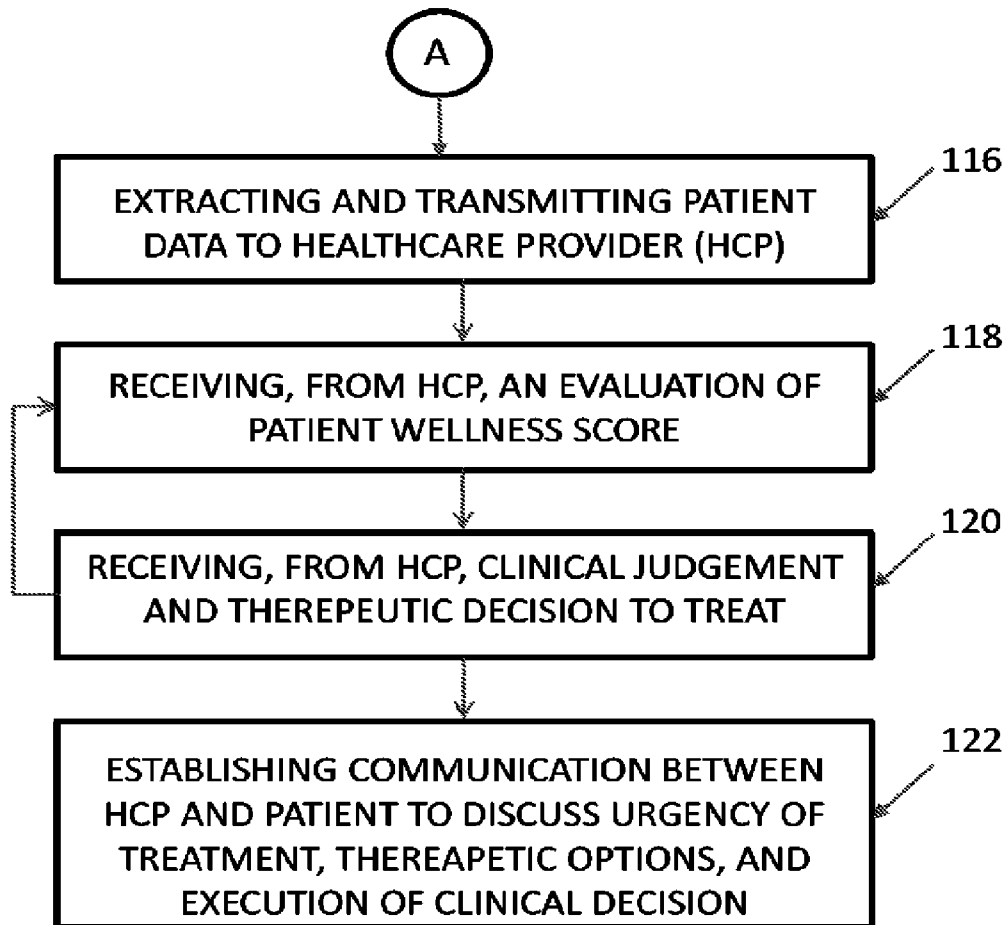 A
EXTRACTING AND TRANSMITTING PATIENT
DATA TO HEALTHCARE PROVIDER (HCP)
116
RECEIVING, FROM HCP, AN EVALUATION OF
PATIENT WELLNESS SCORE
118
RECEIVING, FROM HCP, CLINICAL JUDGEMENT
AND THEREPEUTIC DECISION TO TREAT
120
ESTABLISHING COMMUNICATION BETWEEN
HCP AND PATIENT TO DISCUSS URGENCY OF
TREATMENT, THEREAPETIC OPTIONS, AND
EXECUTION OF CLINICAL DECISION
122